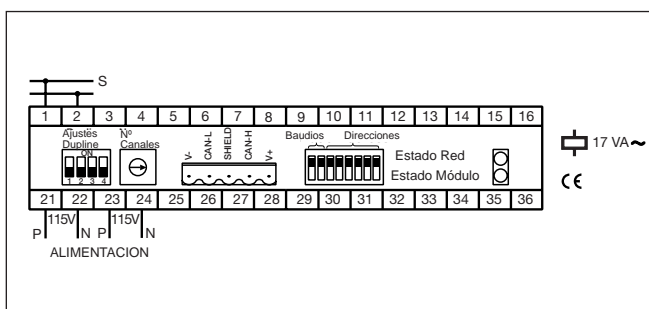 S
1 2 3 4 5 6 7 8 9 10 11 12 13 14 15 16
Ajustes Dupline
ON
1 2 3 4
Nº Canales
V-
CAN-L
SHIELD
CAN-H
V+
Baudios Direcciones
Estado Red
Estado Módulo
17 VA~
CE
21 22 23 24 25 26 27 28 29 30 31 32 33 34 35 36
115V 115V
P N P N
ALIMENTACION